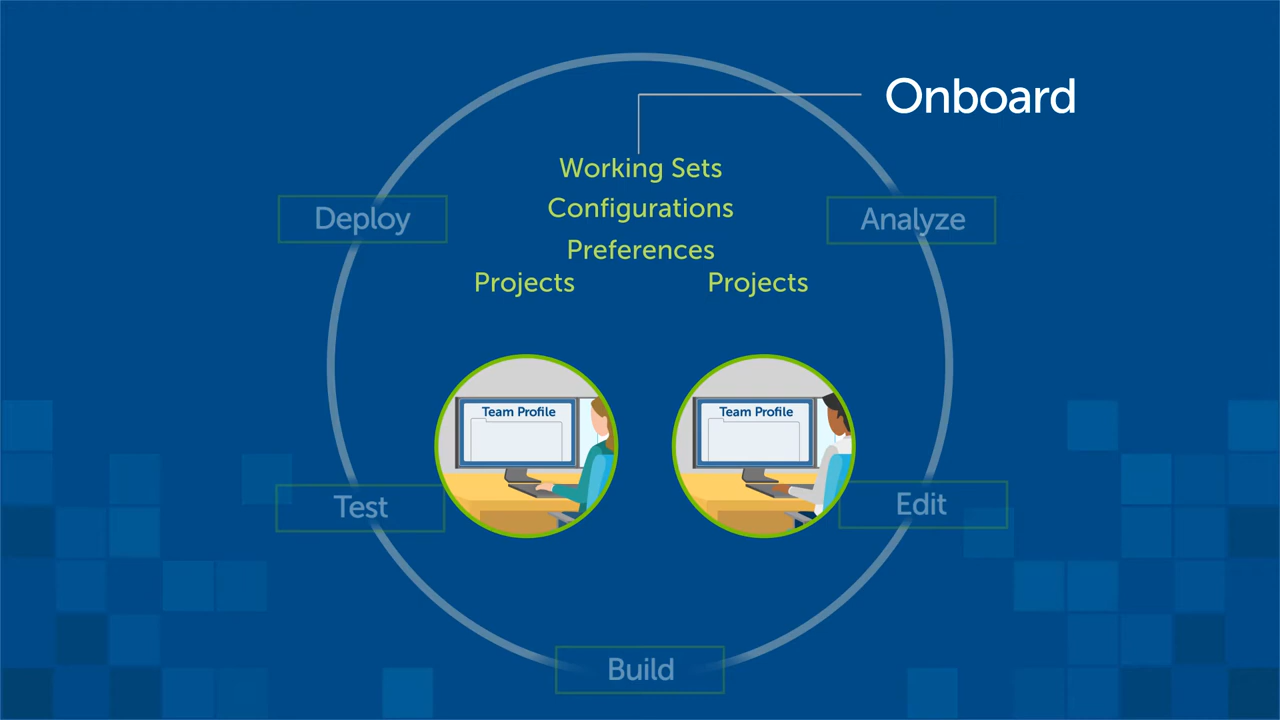 Onboard
Working Sets
Configurations
Preferences
Projects
Projects
Deploy
Analyze
Team Profile
Team Profile
Test
Edit
Build